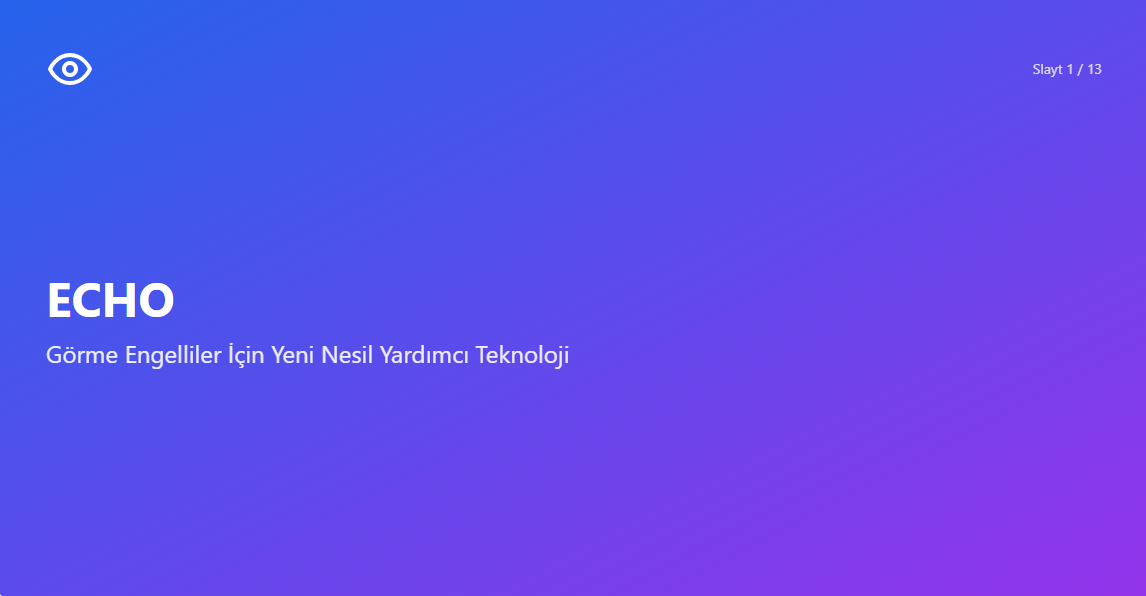 Slayt 1 / 13
ECHO
Görme Engelliler İçin Yeni Nesil Yardımcı Teknoloji